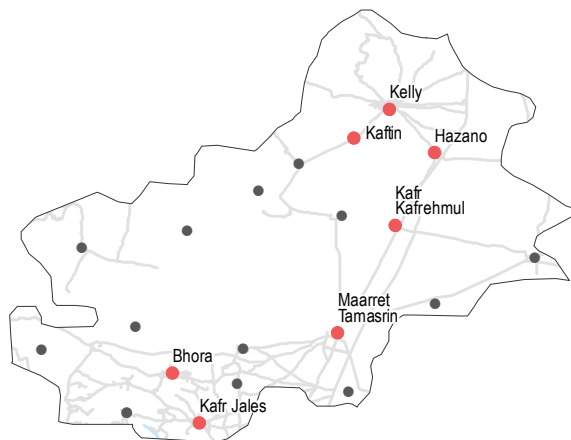 Kelly
Kaftin
Hazano
Kafr
Kafrehmul
Maarret
Tamasrin
Bhora
Kafr Jales